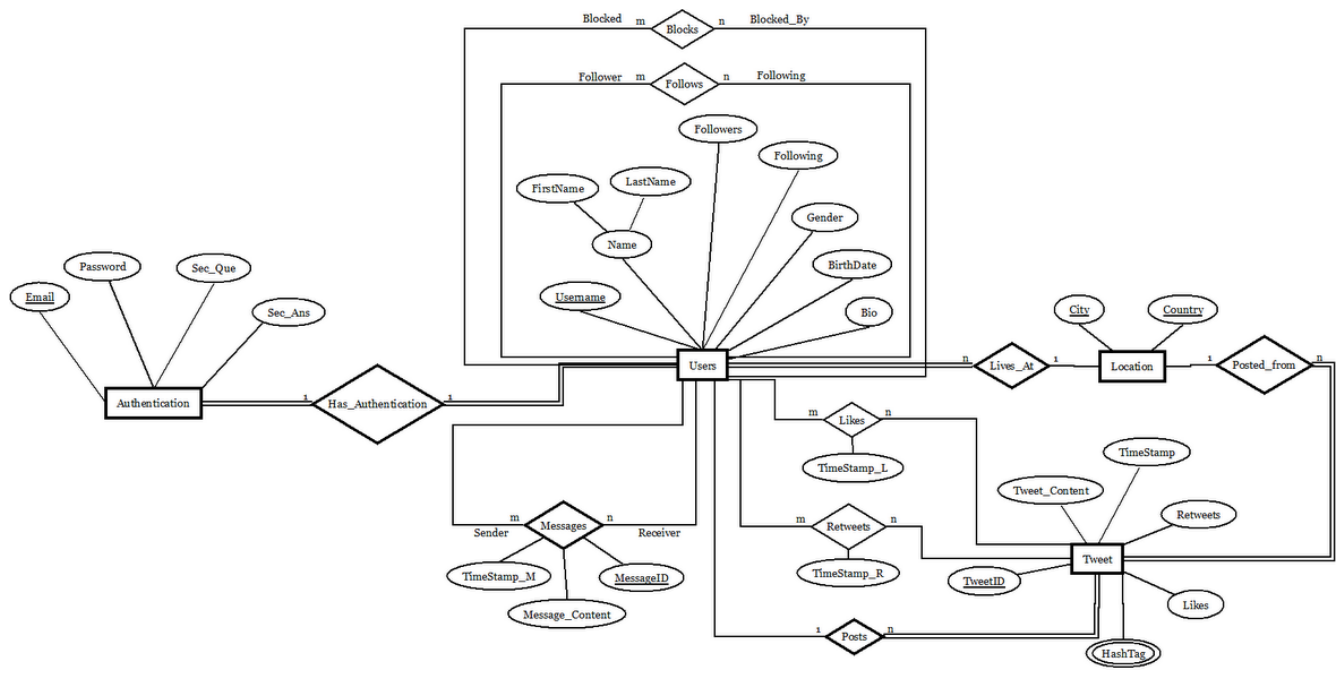 Blocked m Blocks n Blocked_By
Follower m Follows n Following
Followers
Following
LastName
FirstName
Gender
Name
BirthDate
Password
Sec_Que
Email
Username
Sec_Ans
Bio
City
Country
Users
n Lives_At 1
Location
1 Posted_from n
Authentication
1 Has_Authentication 1
m Likes n
TimeStamp_L
TimeStamp
Tweet_Content
Retweets
m Messages n
Sender
Receiver
m Retweets n
Tweet
TimeStamp_M
MessageID
TimeStamp_R
TweetID
Message_Content
Likes
1 Posts n
HashTag